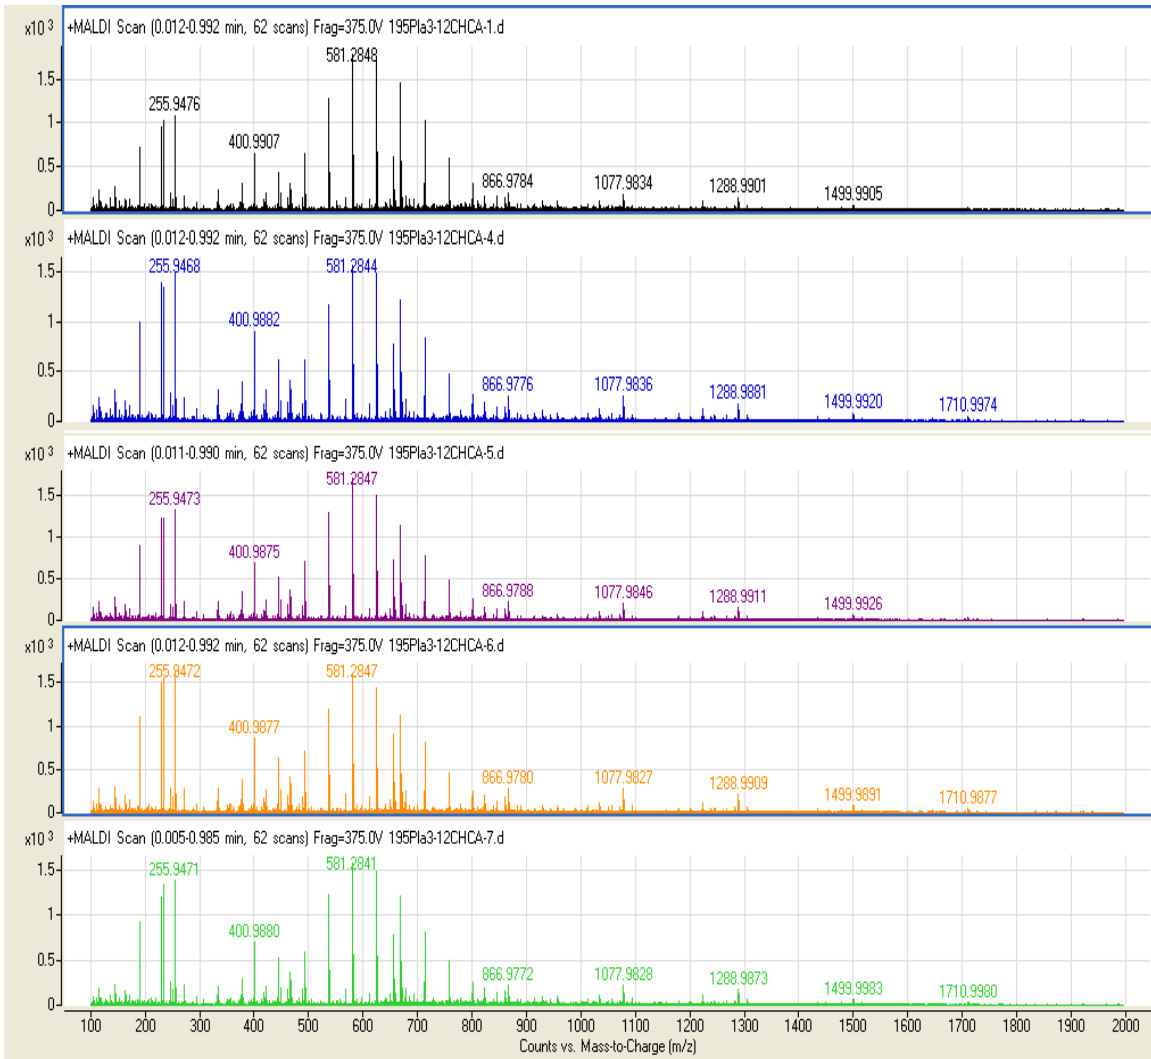 x10 3 +MALDI Scan (0.012-0.992 min, 62 scans) Frag=375.0V 195Pla3-12CHCA-1.d
581.2848
1.5
255.9476
1
400.9907
0.5
866.9784 1077.9834 1288.9901 1499.9905
0
x10 3 +MALDI Scan (0.012-0.992 min, 62 scans) Frag=375.0V 195Pla3-12CHCA-4.d
1.5 255.9468 581.2844
1
400.9882
0.5
866.9776 1077.9836 1288.9881 1499.9920 1710.9974
0
x10 3 +MALDI Scan (0.011-0.990 min, 62 scans) Frag=375.0V 195Pla3-12CHCA-5.d
581.2847
1.5 255.9473
1
400.9875
0.5
866.9788 1077.9846 1288.9911 1499.9926
0
x10 3 +MALDI Scan (0.012-0.992 min, 62 scans) Frag=375.0V 195Pla3-12CHCA-6.d
255.9472 581.2847
1.5
1
400.9877
0.5
866.9780 1077.9827 1288.9909 1499.9891 1710.9877
0
x10 3 +MALDI Scan (0.005-0.985 min, 62 scans) Frag=375.0V 195Pla3-12CHCA-7.d
255.9471 581.2841
1.5
1
400.9880
0.5
866.9772 1077.9828 1288.9873 1499.9983 1710.9980
0
100 200 300 400 500 600 700 800 900 1000 1100 1200 1300 1400 1500 1600 1700 1800 1900 2000
Counts vs. Mass-to-Charge (m/z)